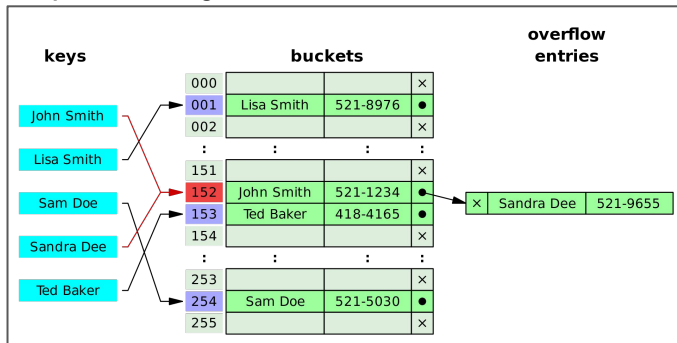 keys
buckets
overflow
entries
John Smith
Lisa Smith
Sam Doe
Sandra Dee
Ted Baker
000 ×
001 Lisa Smith 521-8976 ●
002 ×
: : : :
151 ×
152 John Smith 521-1234 ●
153 Ted Baker 418-4165 ●
154 ×
: : : :
253 ×
254 Sam Doe 521-5030 ●
255 ×
× Sandra Dee 521-9655